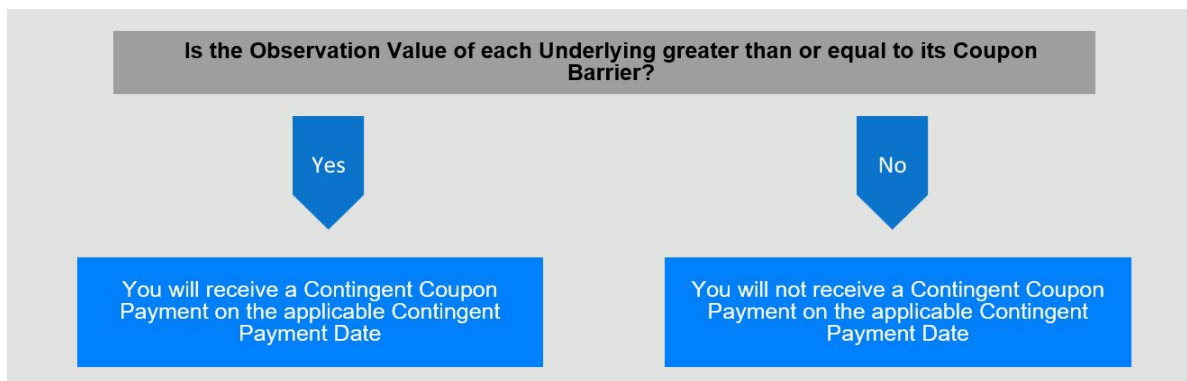 Is the Observation Value of each Underlying greater than or equal to its Coupon
Barrier?
Yes
No
You will receive a Contingent Coupon
Payment on the applicable Contingent
Payment Date
You will not receive a Contingent Coupon
Payment on the applicable Contingent
Payment Date